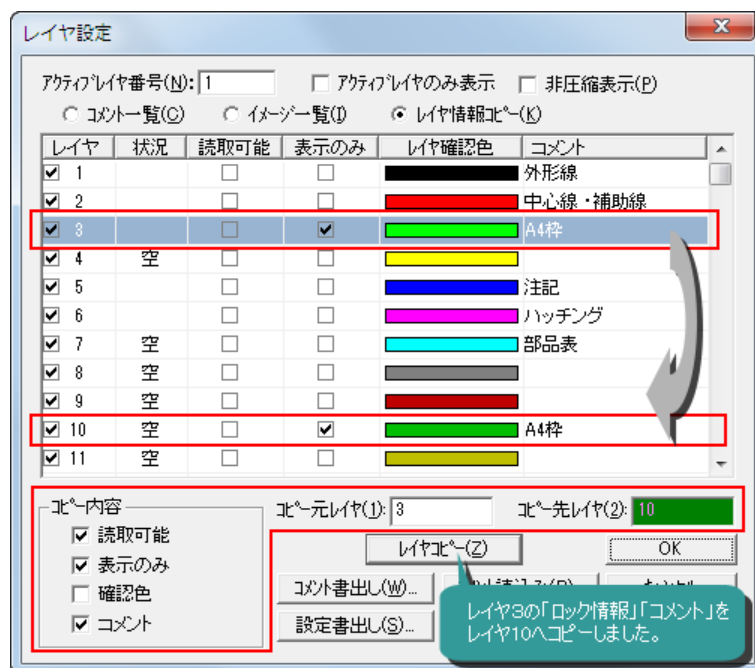 レイヤ設定
アクティブレイヤ番号(N): 1 アクティブレイヤのみ表示 非圧縮表示(P)
コメント一覧(C) イメージ一覧(I) レイヤ情報コピー(K)
レイヤ 状況 読取可能 表示のみ レイヤ確認色 コメント
1 外形線
2 中心線・補助線
3 A4枠
4 空
5 注記
6 ハッチング
7 空 部品表
8 空
9 空
10 空 A4枠
11 空
コピー内容
読取可能
表示のみ
確認色
コメント
コピー元レイヤ(1): 3 コピー先レイヤ(2): 10
レイヤコピー(Z) OK
コメント書出し(W)...
設定書出し(S)...
レイヤ3の「ロック情報」「コメント」を
レイヤ10へコピーしました。